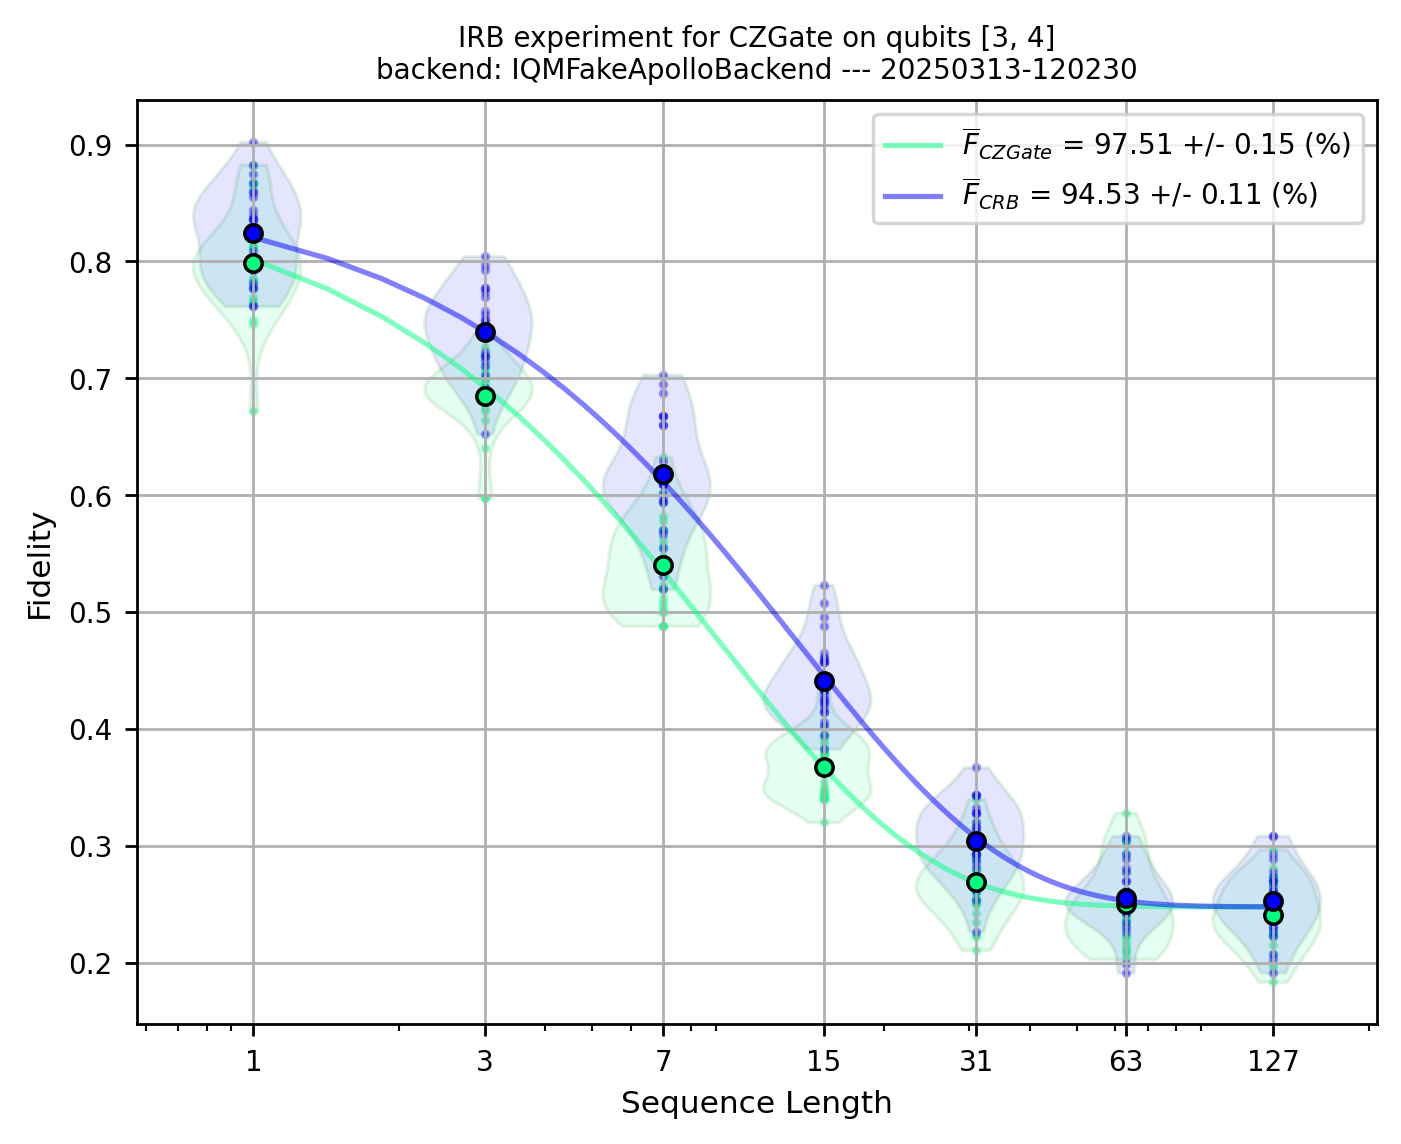 IRB experiment for CZGate on qubits [3, 4]
backend: IQMFakeApolloBackend --- 20250313-120230
F̅_CZGate = 97.51 +/- 0.15 (%)
F̅_CRB = 94.53 +/- 0.11 (%)
Fidelity
0.9
0.8
0.7
0.6
0.5
0.4
0.3
0.2
1 3 7 15 31 63 127
Sequence Length